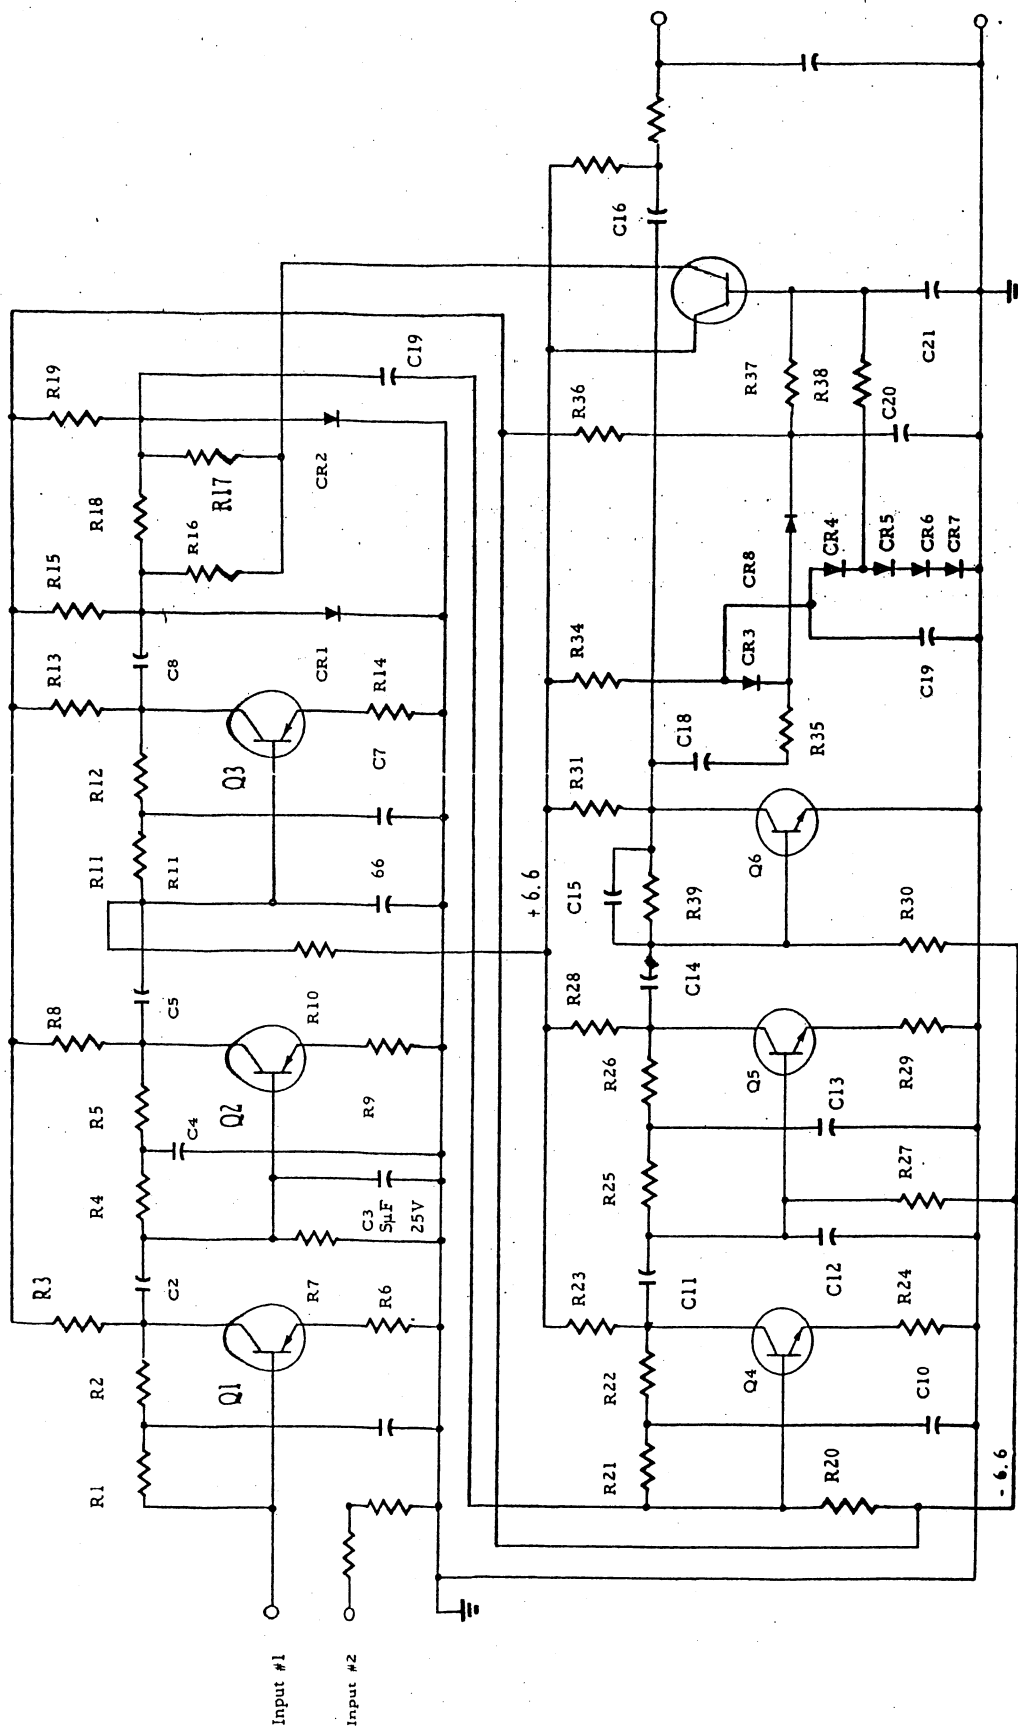 R1
R2
R3
R4
R5
R8
R11
R12
R13
R15
R18
R19
C2
C4
C5
R11
C8
R16
R17
Q1
Q2
Q3
R7
R10
CR1
CR2
C19
R6
C3
5µF
25V
R9
66
C7
R14
Input #1
Input #2
+6.6
R21
R22
R23
R25
R26
R28
C15
R31
R34
R36
C16
C11
C14
R39
C18
Q4
Q5
Q6
CR3
CR8
R37
R35
R38
R20
C12
C13
CR4
C20
C10
R24
R27
R29
R30
C19
CR5
CR6
CR7
C21
-6.6